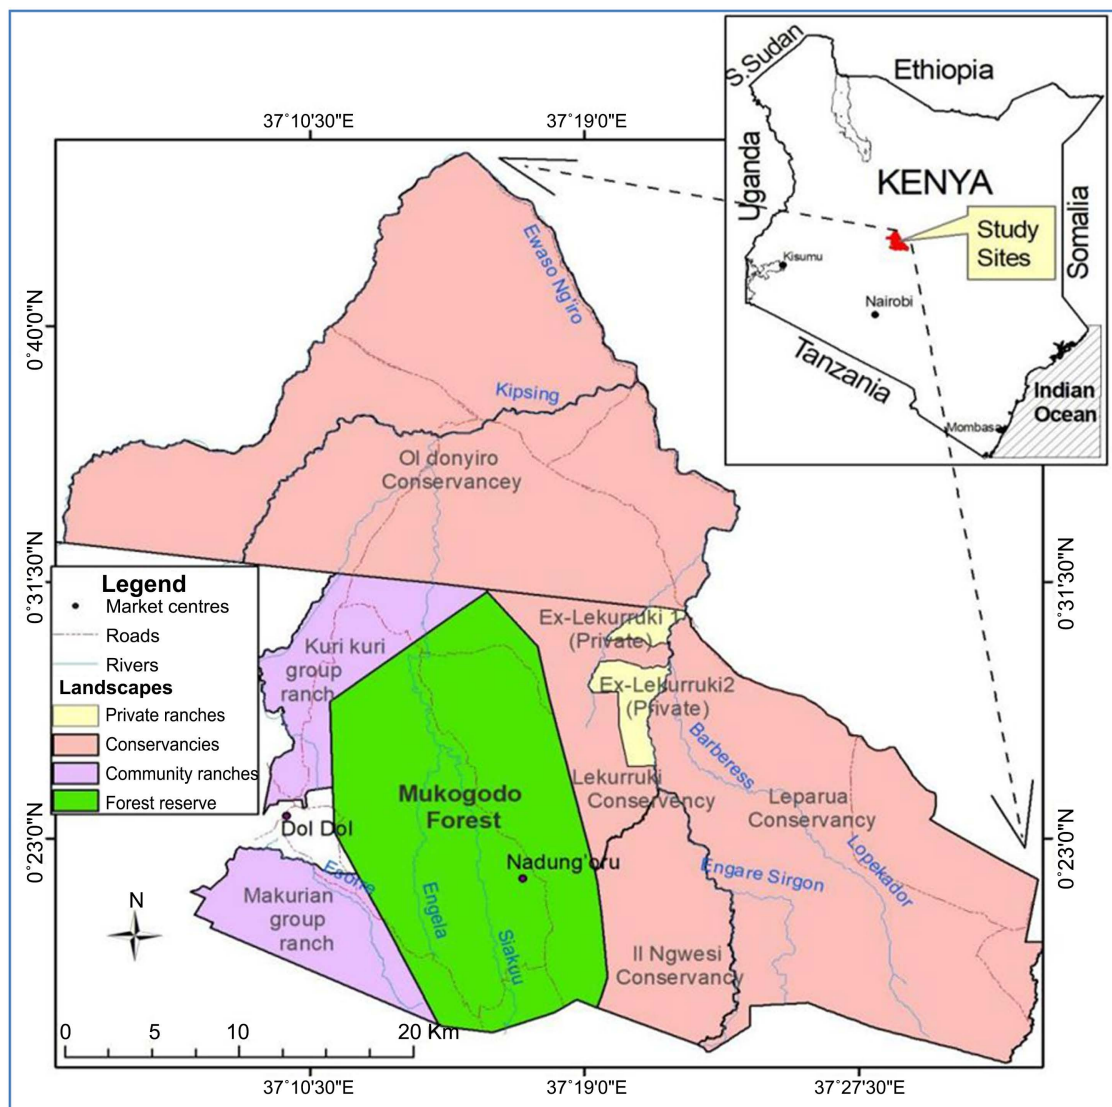 S.Sudan
Ethiopia
Uganda
KENYA
Somalia
Study
Sites
Kisumu
Nairobi
Tanzania
Indian
Ocean
Mombasa
37°10'30"E
37°19'0"E
0°40'0"N
0°31'30"N
0°23'0"N
0°31'30"N
0°23'0"N
Ewaso Ng'iro
Kipsing
Ol donyiro
Conservancey
Legend
Market centres
Roads
Rivers
Landscapes
Private ranches
Conservancies
Community ranches
Forest reserve
Kuri kuri
group
ranch
Ex-Lekurruki 1
(Private)
Ex-Lekurruki2
(Private)
Barberess
Lekurruki
Conservency
Leparua
Conservancy
Mukogodo
Forest
Dol Dol
Nadung'oru
Esorre
Engare Sirgon
Lopekador
Makurian
group
ranch
Engela
Siakuu
Il Ngwesi
Conservancy
N
0 5 10 20 Km
37°10'30"E
37°19'0"E
37°27'30"E